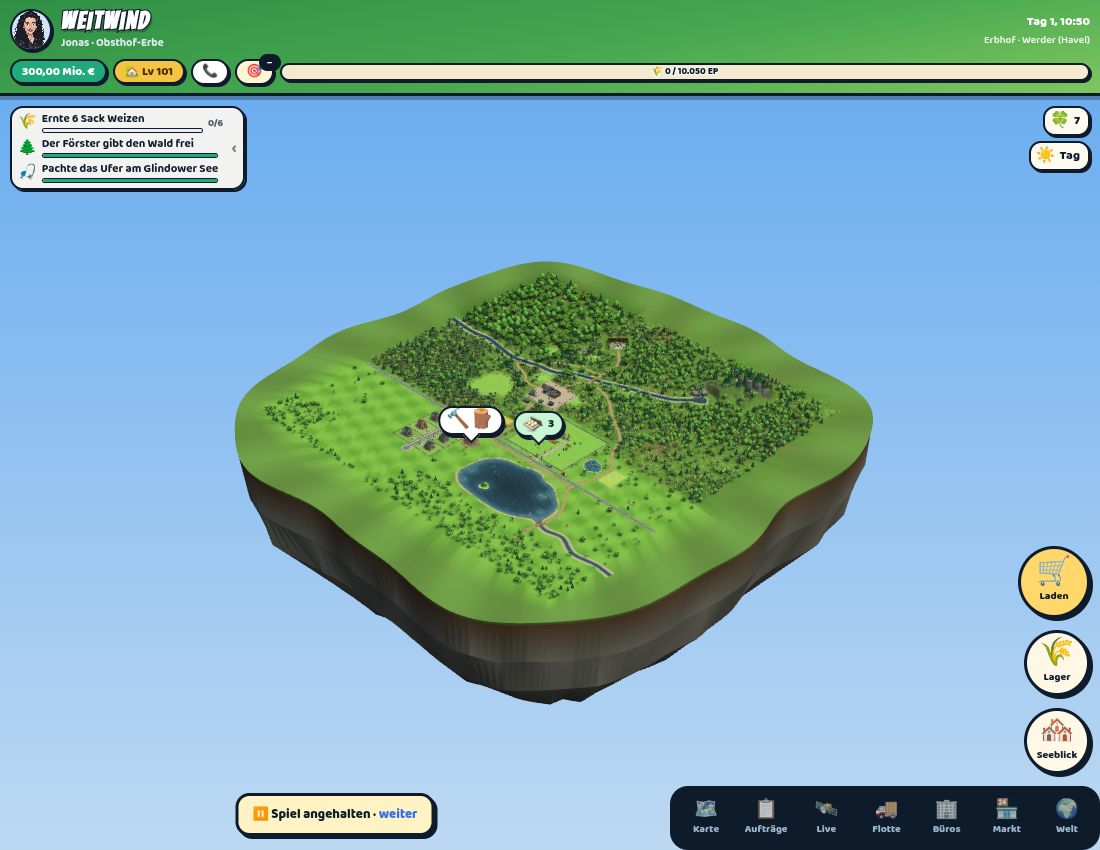 WEITWIND
Jonas · Obsthof-Erbe
Tag 1, 10:50
Erbhof · Werder (Havel)
300,00 Mio. €
Lv 101
–
0 / 10.050 EP
Ernte 6 Sack Weizen
0/6
Der Förster gibt den Wald frei
Pachte das Ufer am Glindower See
‹
7
Tag
3
Laden
Lager
Seeblick
Spiel angehalten · weiter
24
Karte
Aufträge
Live
Flotte
Büros
Markt
Welt